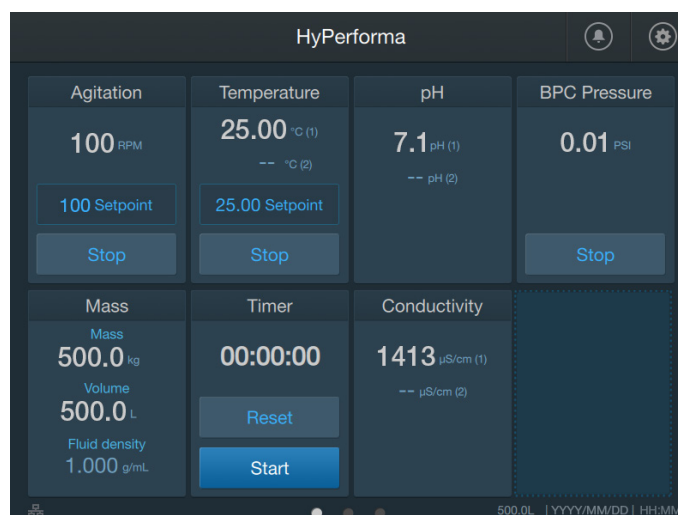 HyPerforma
Agitation
100 RPM
100 Setpoint
Stop
Temperature
25.00 °C (1)
-- °C (2)
25.00 Setpoint
Stop
pH
7.1 pH (1)
-- pH (2)
BPC Pressure
0.01 PSI
Stop
Mass
Mass
500.0 kg
Volume
500.0 L
Fluid density
1.000 g/mL
Timer
00:00:00
Reset
Start
Conductivity
1413 µS/cm (1)
-- µS/cm (2)
500.0L | YYYY/MM/DD | HH:MM